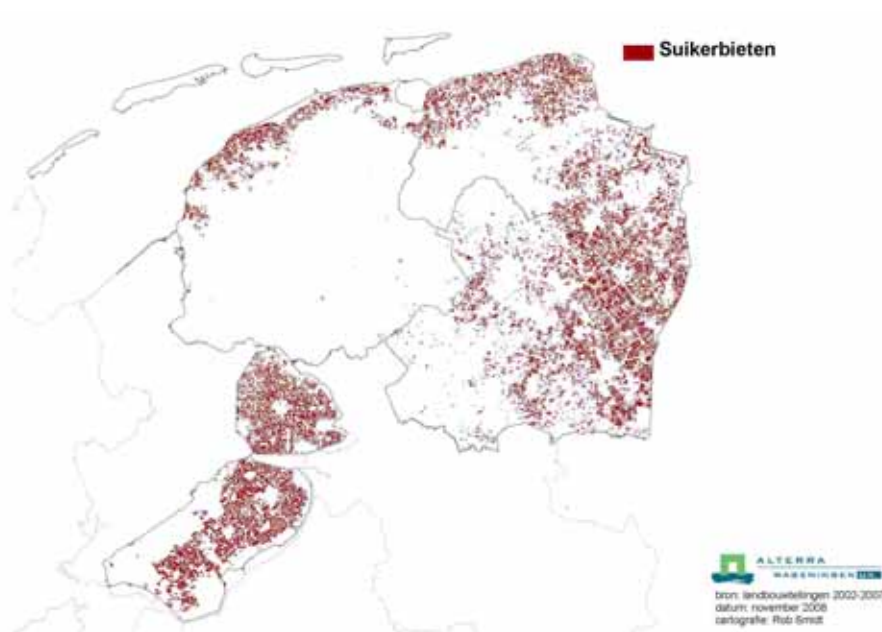 Suikerbieten
ALTERRA
WAGENINGEN UR
bron: landbouwtellingen 2002-2007
datum: november 2008
cartografie: Rob Smidt